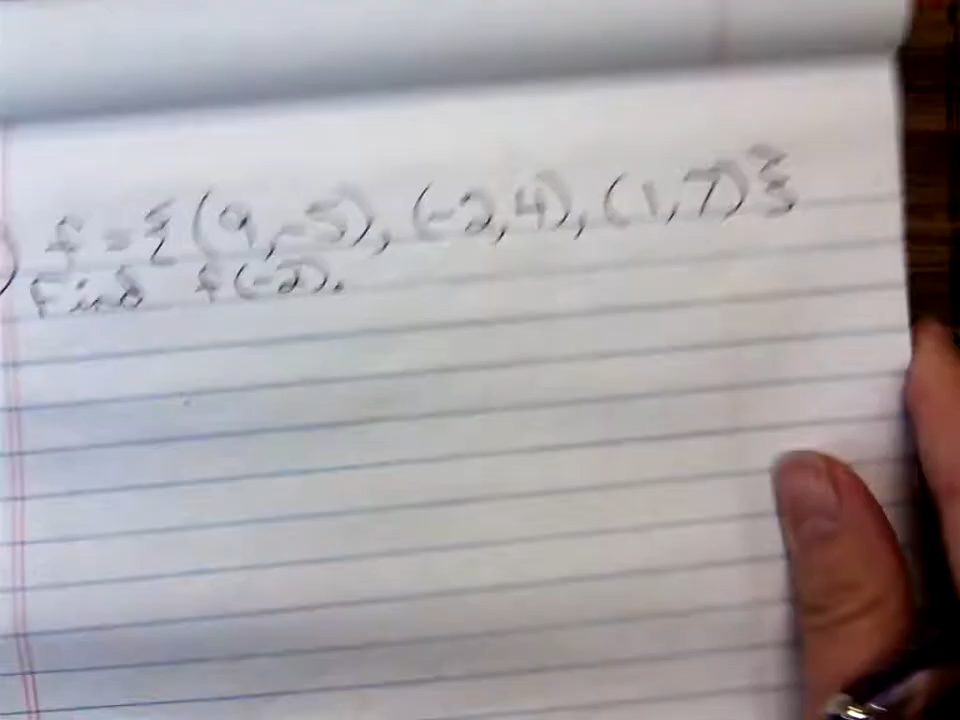 f = {(9,-5), (-2,4), (1,7)}
Find f(-2).